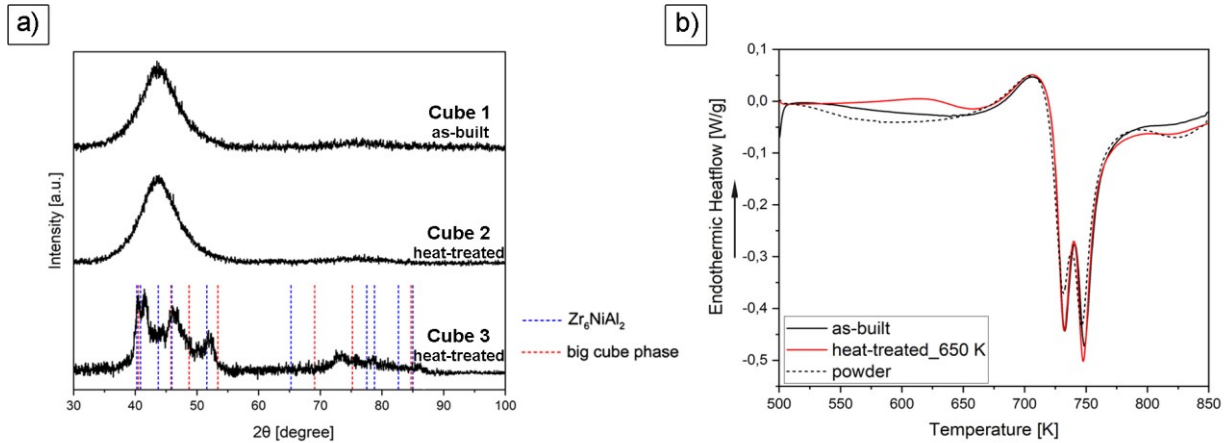 a)
Intensity [a.u.]
Cube 1
as-built
Cube 2
heat-treated
Cube 3
heat-treated
30 40 50 60 70 80 90 100
2θ [degree]
Zr₆NiAl₂
big cube phase
b)
Endothermic Heatflow [W/g]
0,1
0,0
-0,1
-0,2
-0,3
-0,4
-0,5
as-built
heat-treated_650 K
powder
500 550 600 650 700 750 800 850
Temperature [K]